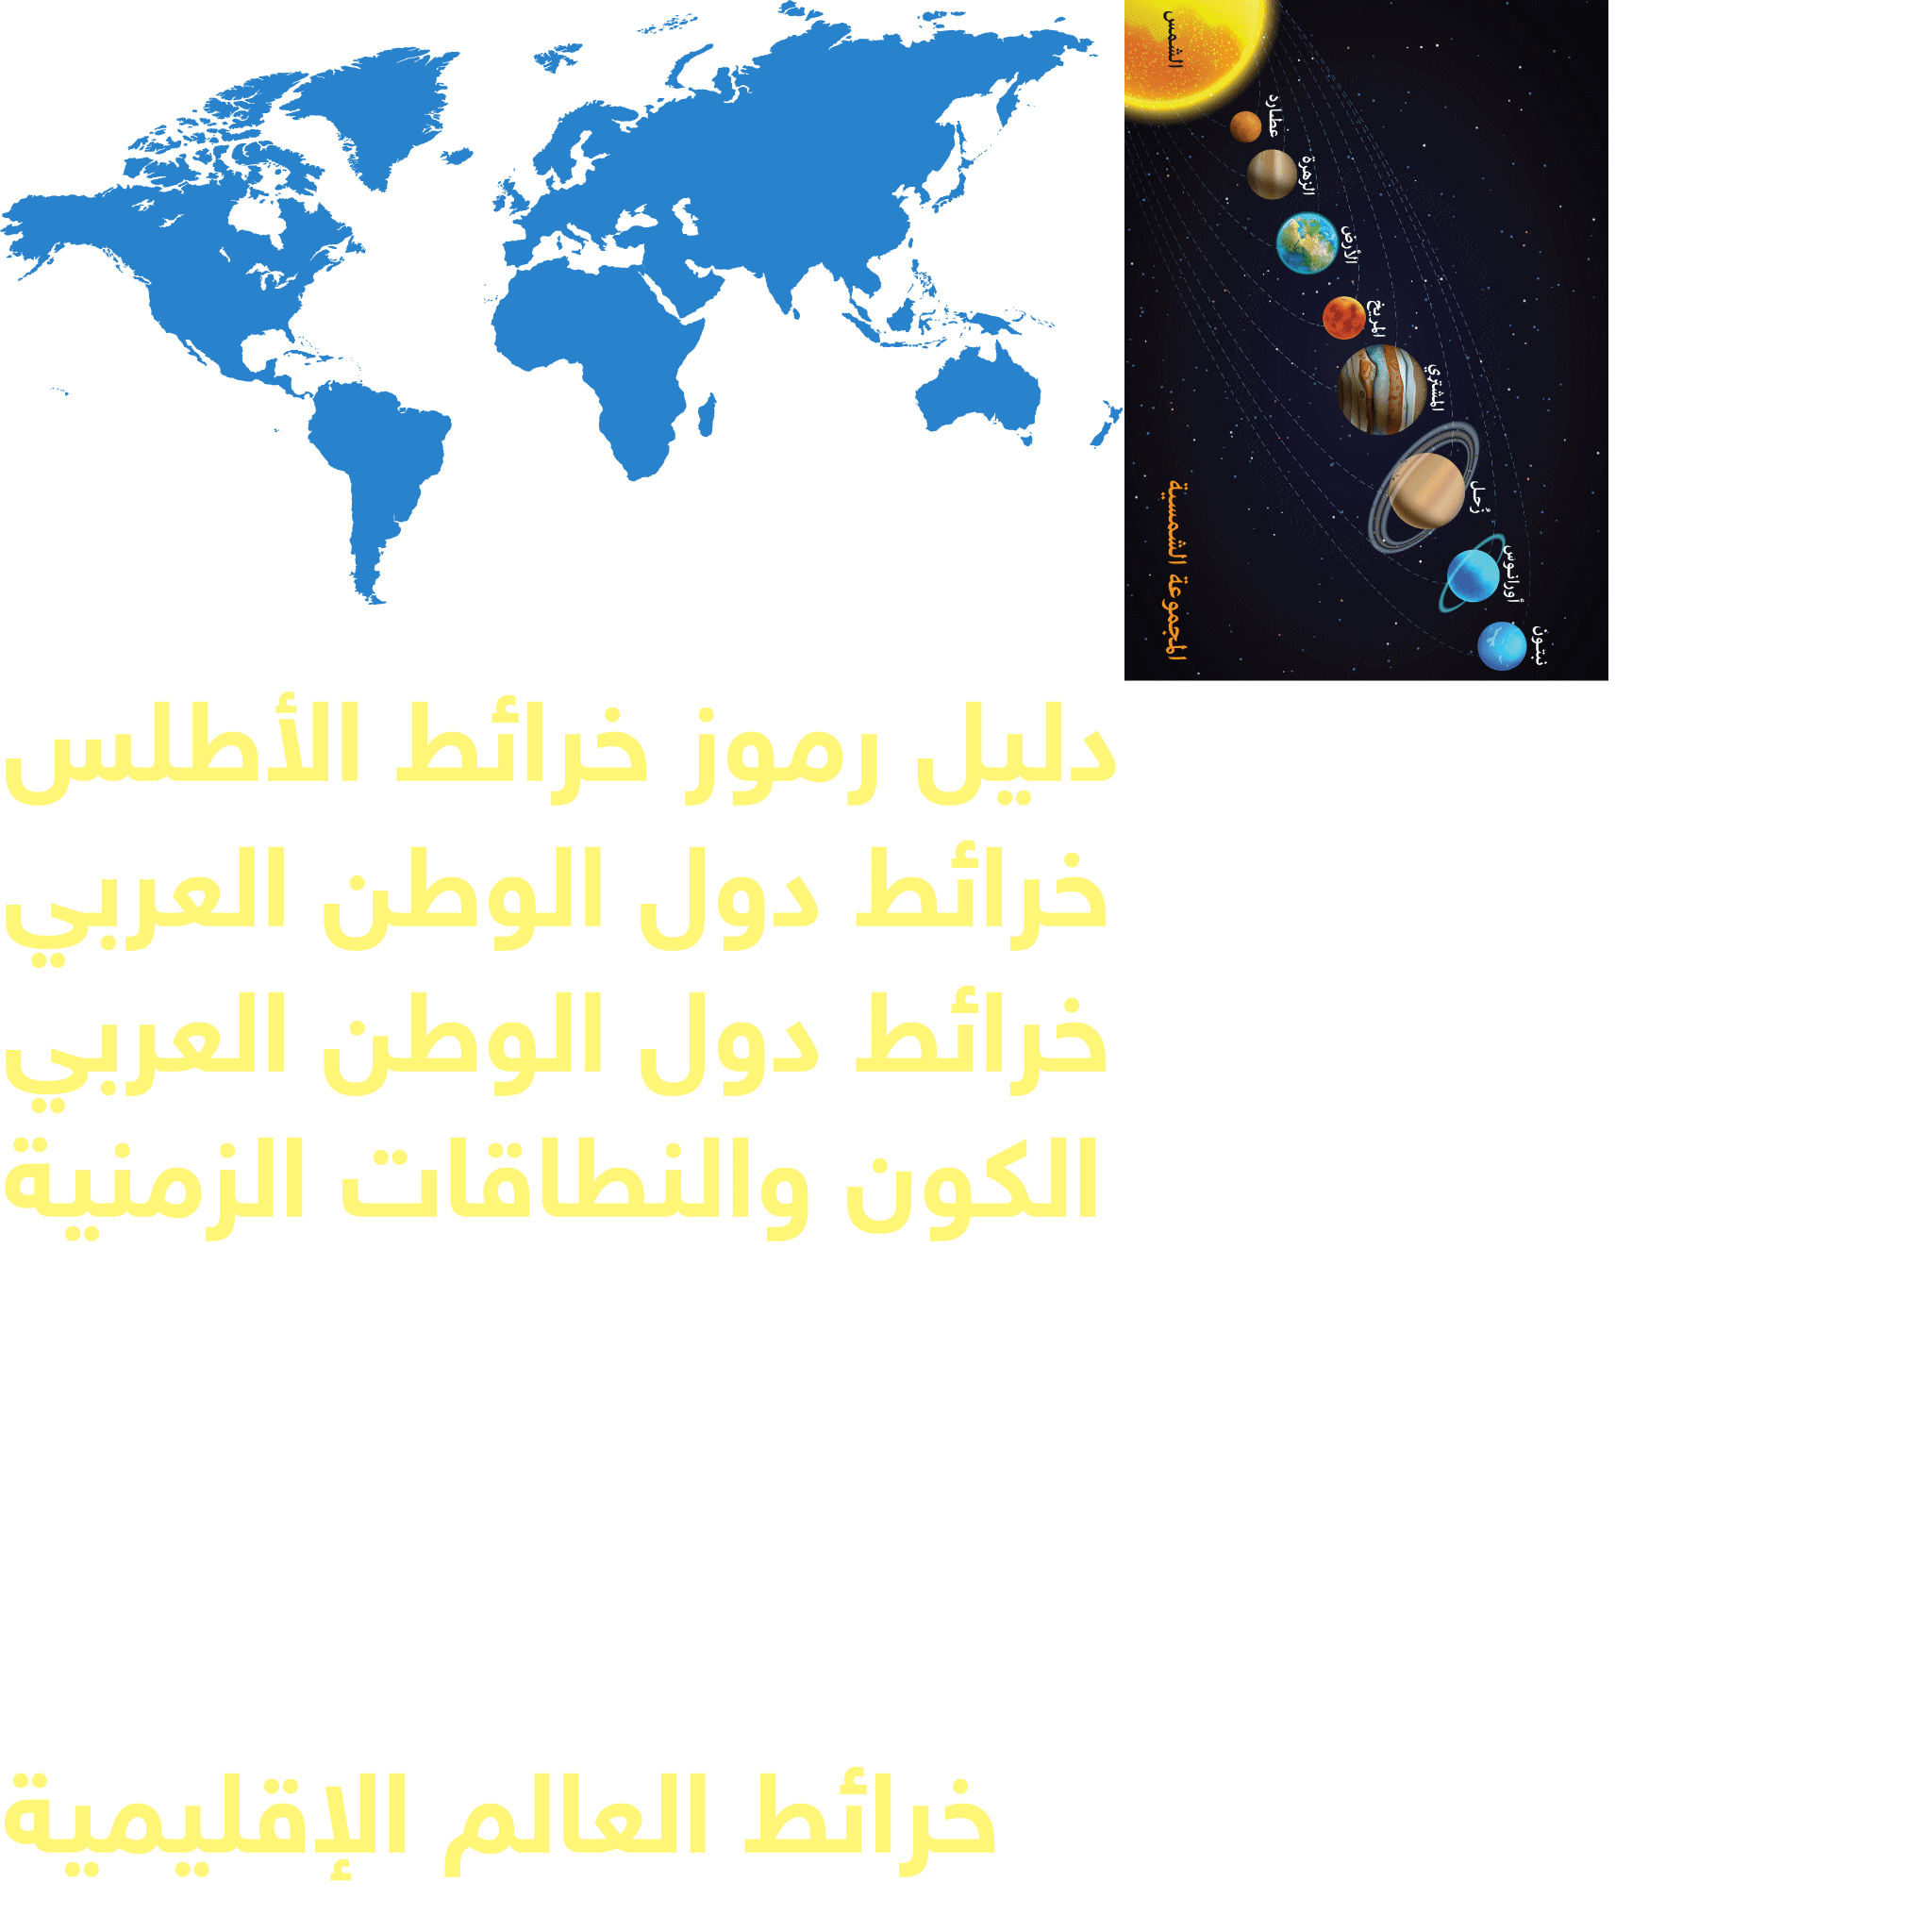 الشمس
عطارد
الزهرة
الأرض
المريخ
المشتري
زُحل
أورانوس
نبتون
المجموعة الشمسية
دليل رموز خرائط الأطلس
خرائط دول الوطن العربي
خرائط دول الوطن العربي
الكون والنطاقات الزمنية
خرائط العالم الإقليمية